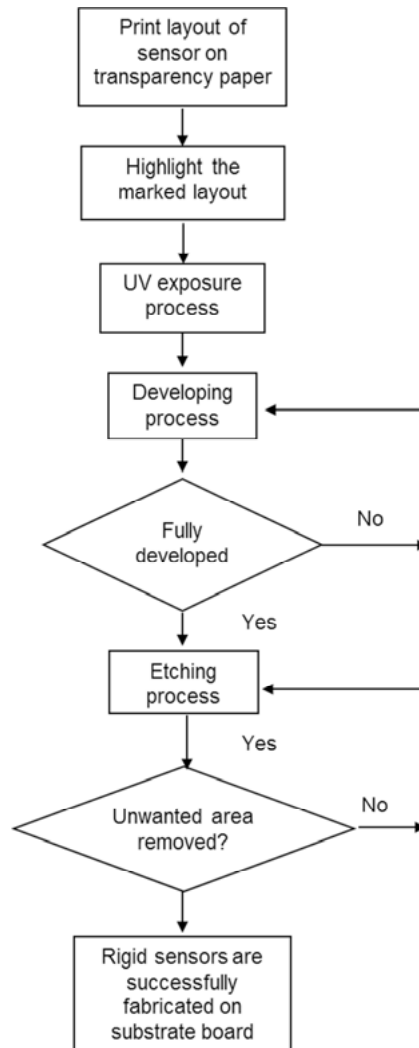 Print layout of
sensor on
transparency paper
Highlight the
marked layout
UV exposure
process
Developing
process
Fully
developed
No
Yes
Etching
process
Yes
Unwanted area
removed?
No
Rigid sensors are
successfully
fabricated on
substrate board